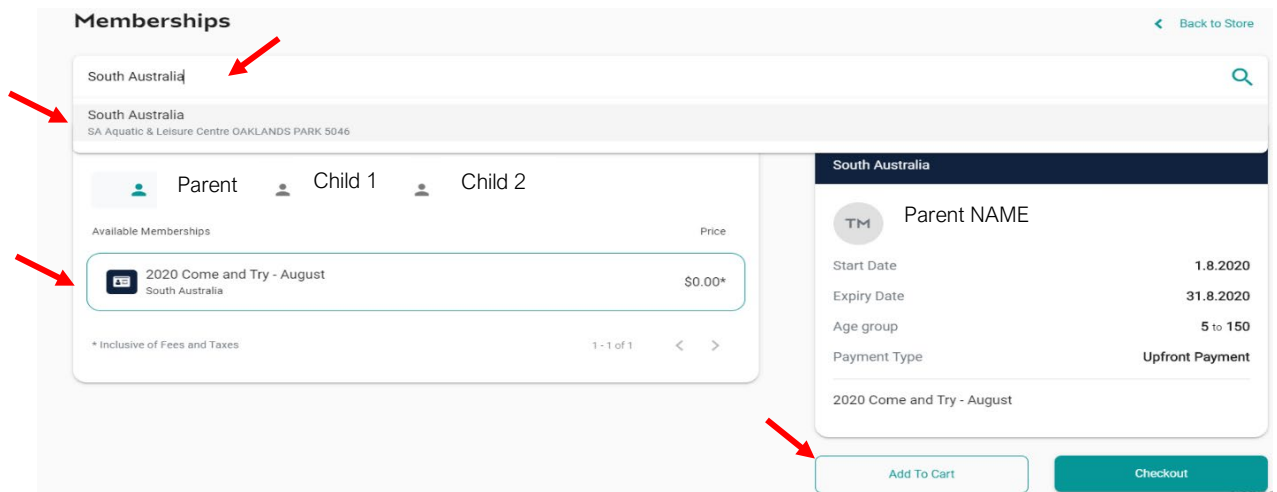 Memberships
Back to Store
South Australia
South Australia
SA Aquatic & Leisure Centre OAKLANDS PARK 5046
Parent
Child 1
Child 2
Available Memberships
Price
2020 Come and Try - August
South Australia
$0.00*
* Inclusive of Fees and Taxes
1 - 1 of 1
South Australia
TM
Parent NAME
Start Date
1.8.2020
Expiry Date
31.8.2020
Age group
5 to 150
Payment Type
Upfront Payment
2020 Come and Try - August
Add To Cart
Checkout